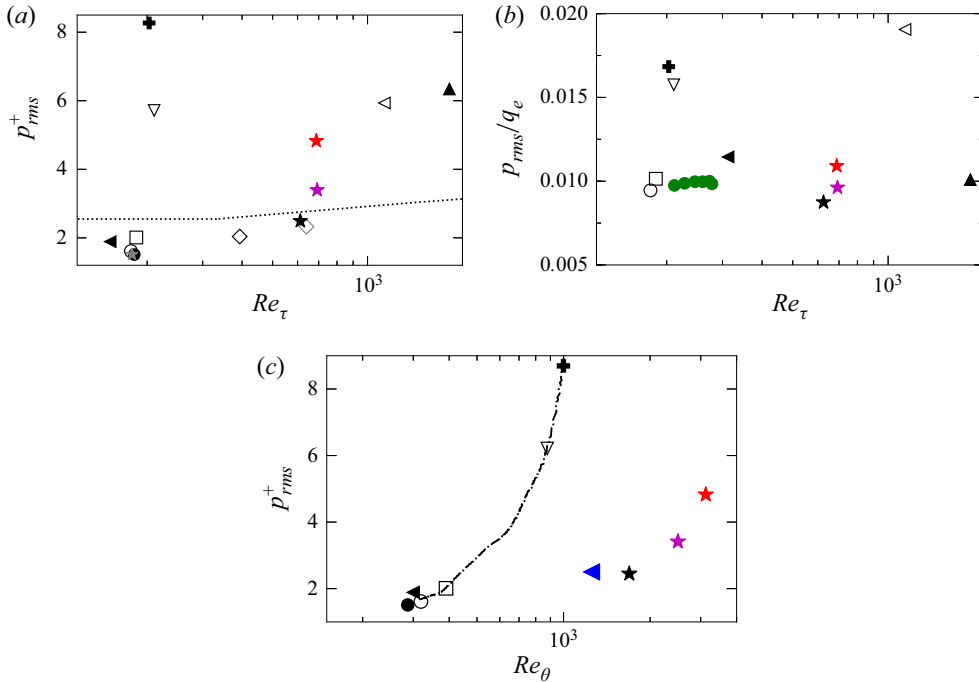 (a)
8
6
4
2
p⁺rms
10³
Reτ
(b)
0.020
0.015
0.010
0.005
prms/qe
10³
Reτ
(c)
8
6
4
2
p⁺rms
10³
Reθ